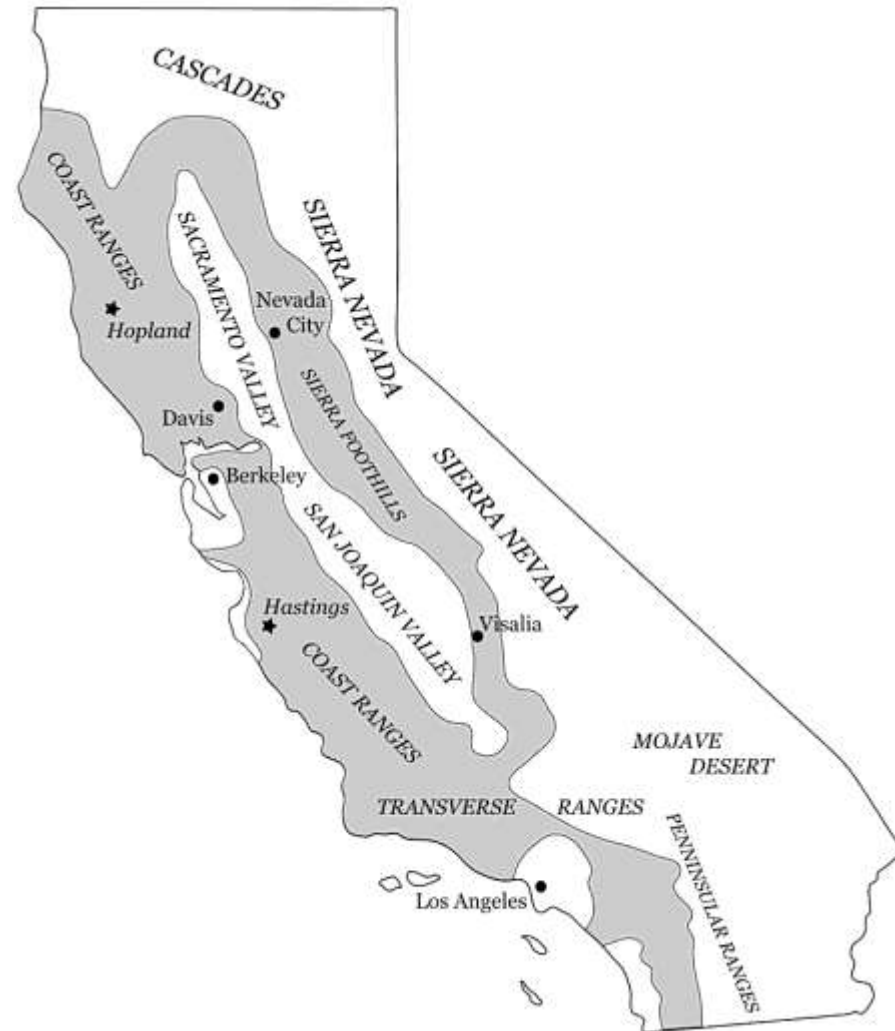 CASCADES
COAST RANGES
SACRAMENTO VALLEY
SIERRA NEVADA
Nevada
City
Hopland
SIERRA FOOTHILLS
Davis
Berkeley
SIERRA NEVADA
SAN JOAQUIN VALLEY
Hastings
Visalia
COAST RANGES
MOJAVE
DESERT
TRANSVERSE RANGES
PENNINSULAR RANGES
Los Angeles